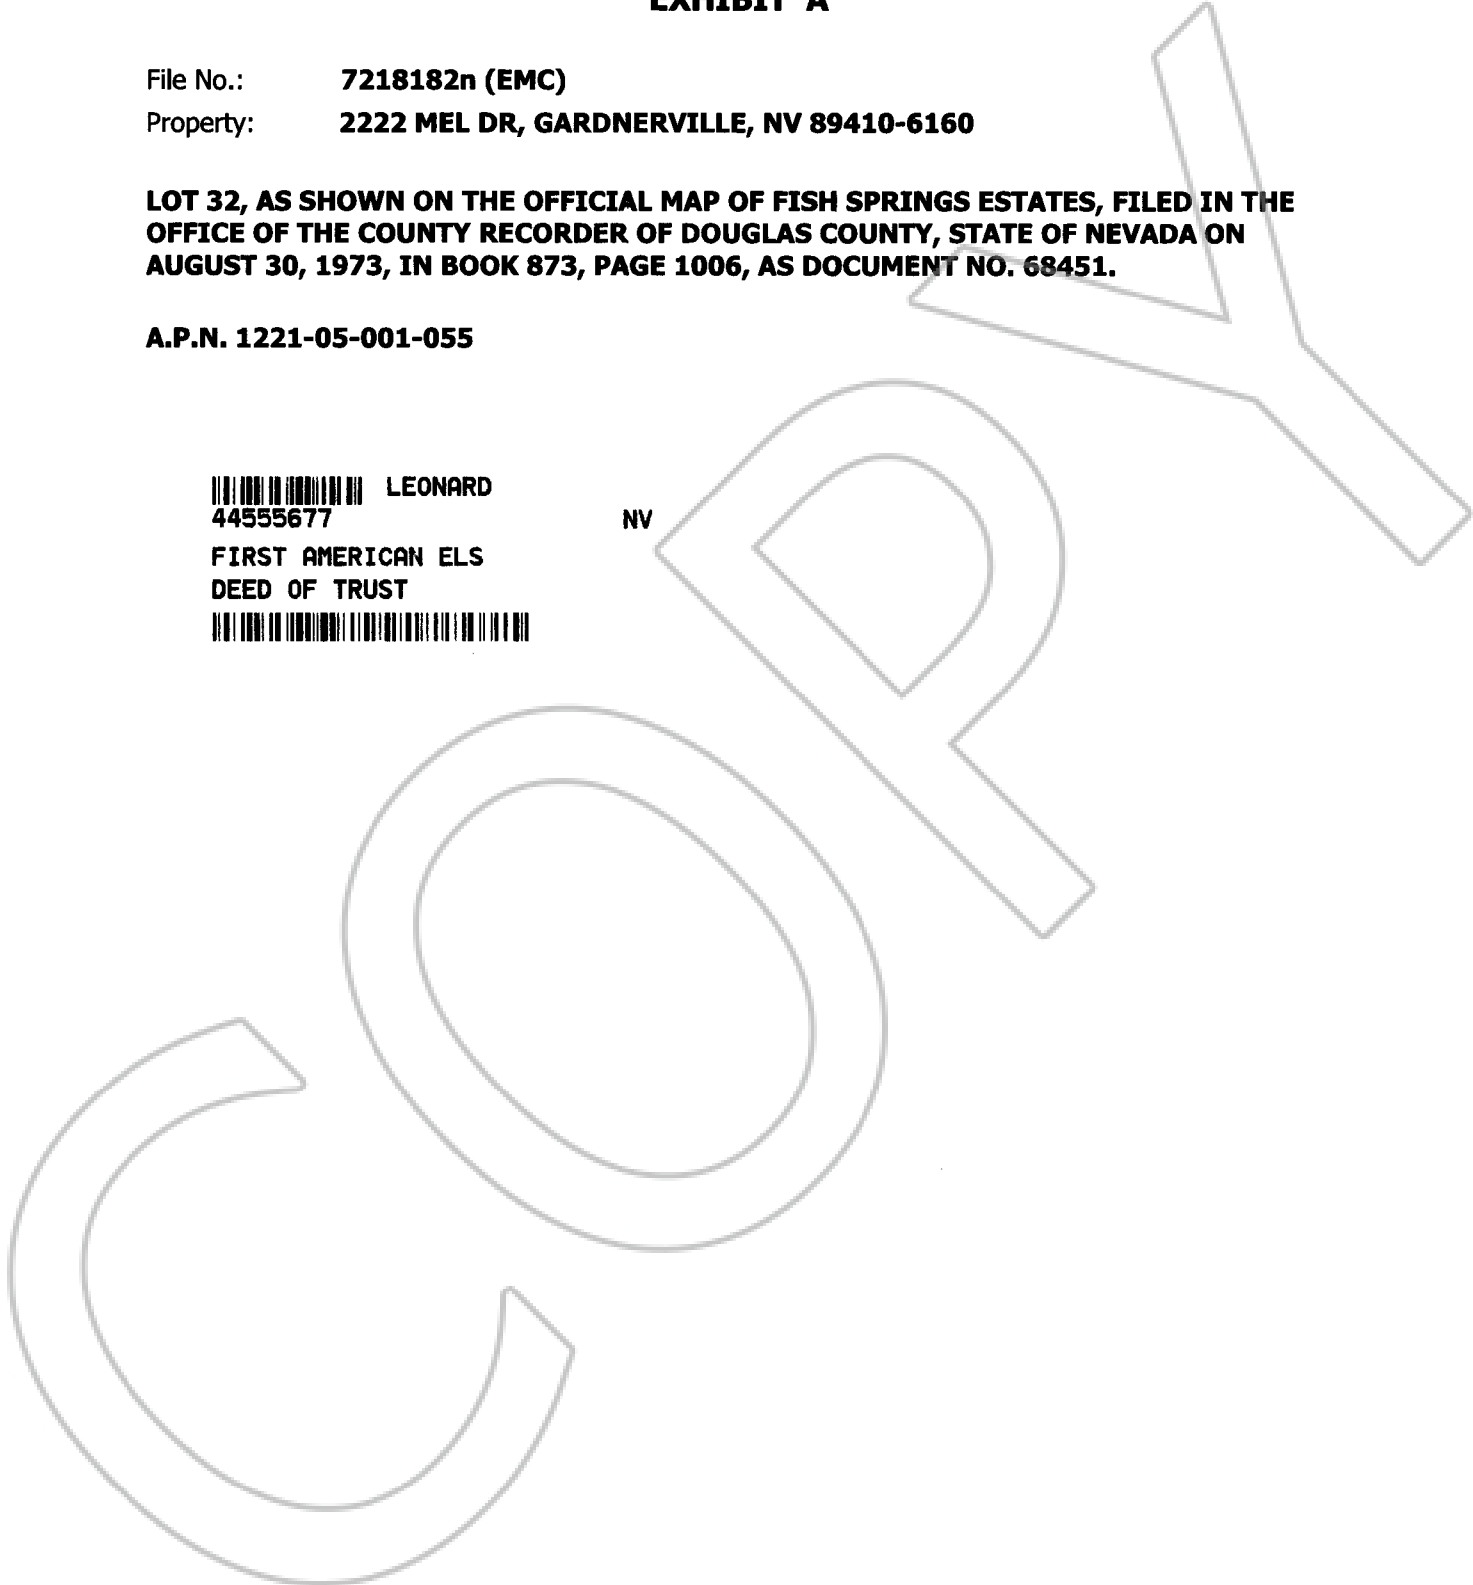 EXHIBIT A
File No.: 7218182n (EMC)
Property: 2222 MEL DR, GARDNERVILLE, NV 89410-6160
LOT 32, AS SHOWN ON THE OFFICIAL MAP OF FISH SPRINGS ESTATES, FILED IN THE
OFFICE OF THE COUNTY RECORDER OF DOUGLAS COUNTY, STATE OF NEVADA ON
AUGUST 30, 1973, IN BOOK 873, PAGE 1006, AS DOCUMENT NO. 68451.
A.P.N. 1221-05-001-055
LEONARD
44555677 NV
FIRST AMERICAN ELS
DEED OF TRUST
COPY